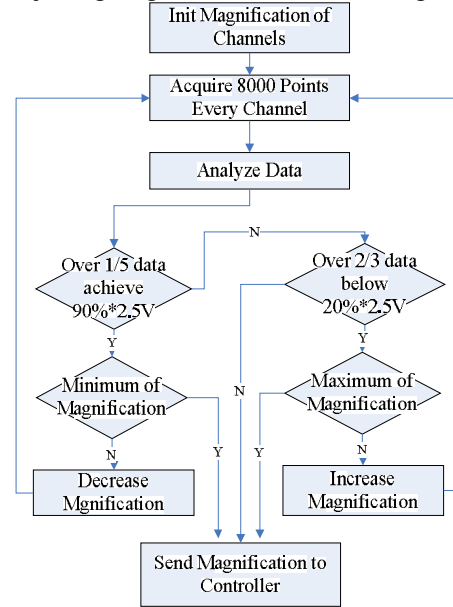 Init Magnification of
Channels
Acquire 8000 Points
Every Channel
Analyze Data
N
Over 1/5 data
achieve
90%*2.5V
Over 2/3 data
below
20%*2.5V
Y
Y
Minimum of
Magnification
N
Maximum of
Magnification
N
Y
Y
N
Decrease
Mgnification
Increase
Magnification
Send Magnification to
Controller